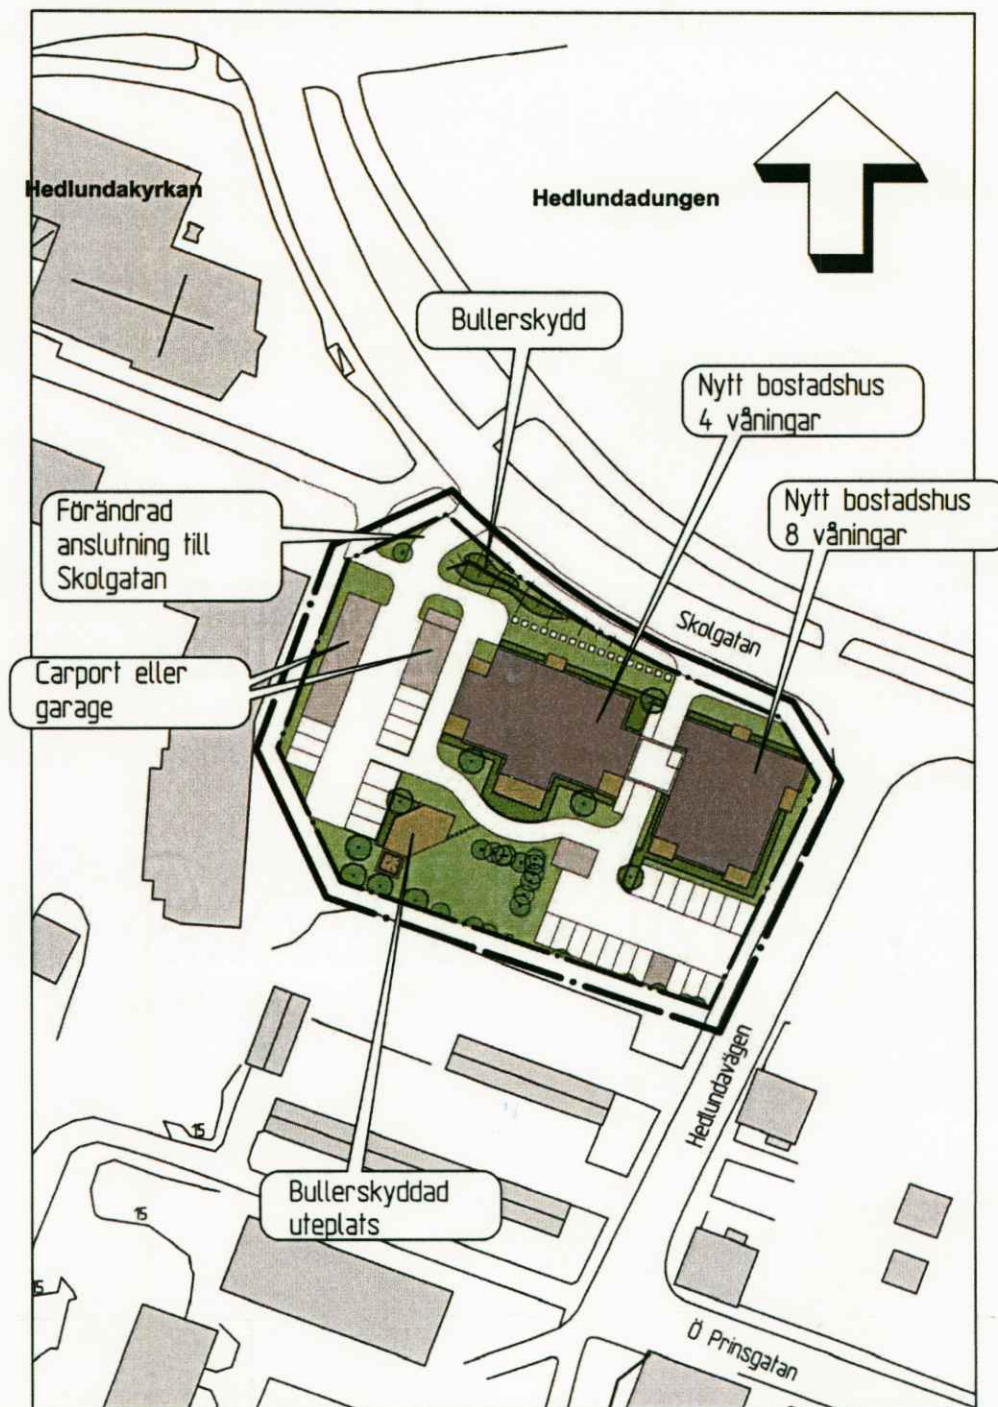 Hedlundakyrkan
Hedlundadungen
Bullerskydd
Nytt bostadshus
4 våningar
Nytt bostadshus
8 våningar
Förändrad
anslutning till
Skolgatan
Skolgatan
Carport eller
garage
Hedlundavägen
15
Bullerskyddad
uteplats
15
15
Ö Prinsgatan